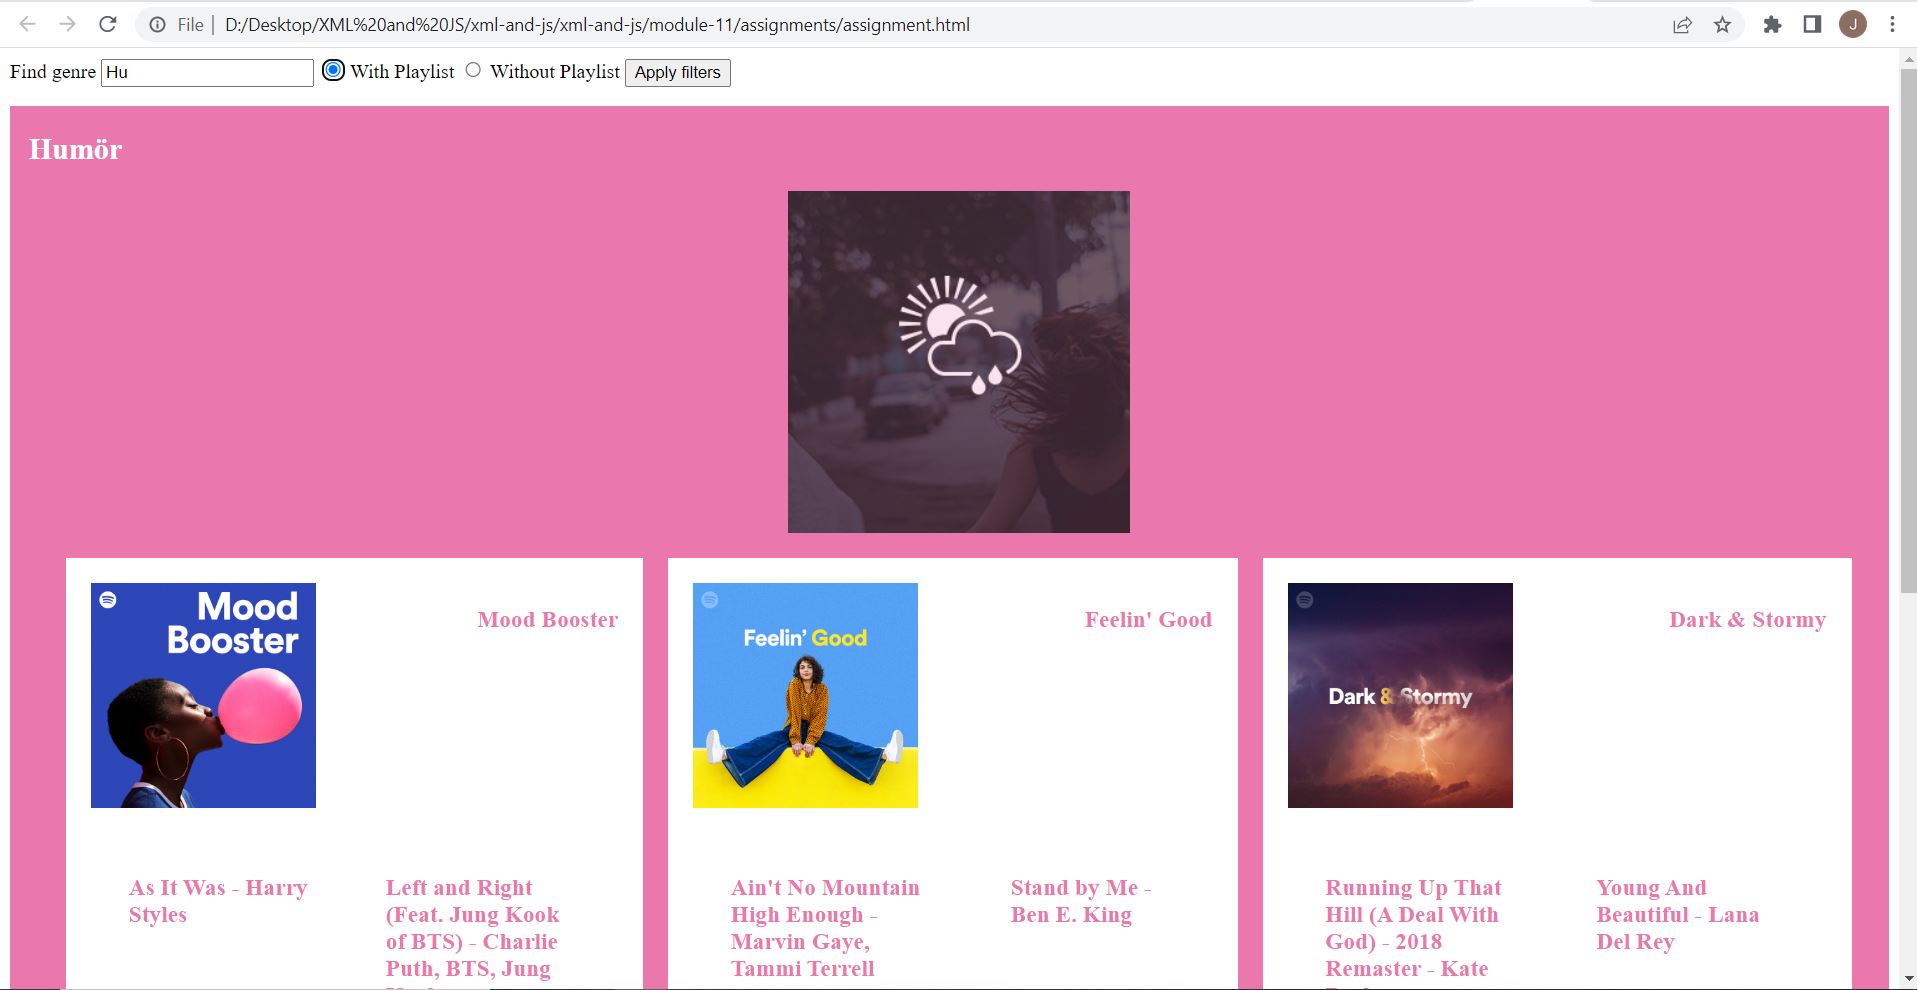 File | D:/Desktop/XML%20and%20JS/xml-and-js/xml-and-js/module-11/assignments/assignment.html
J
Find genre Hu With Playlist Without Playlist Apply filters
Humör
Mood
Booster
Mood Booster
Feelin' Good
Feelin' Good
Dark & Stormy
Dark & Stormy
As It Was - Harry
Styles
Left and Right
(Feat. Jung Kook
of BTS) - Charlie
Puth, BTS, Jung
Ain't No Mountain
High Enough -
Marvin Gaye,
Tammi Terrell
Stand by Me -
Ben E. King
Running Up That
Hill (A Deal With
God) - 2018
Remaster - Kate
Young And
Beautiful - Lana
Del Rey